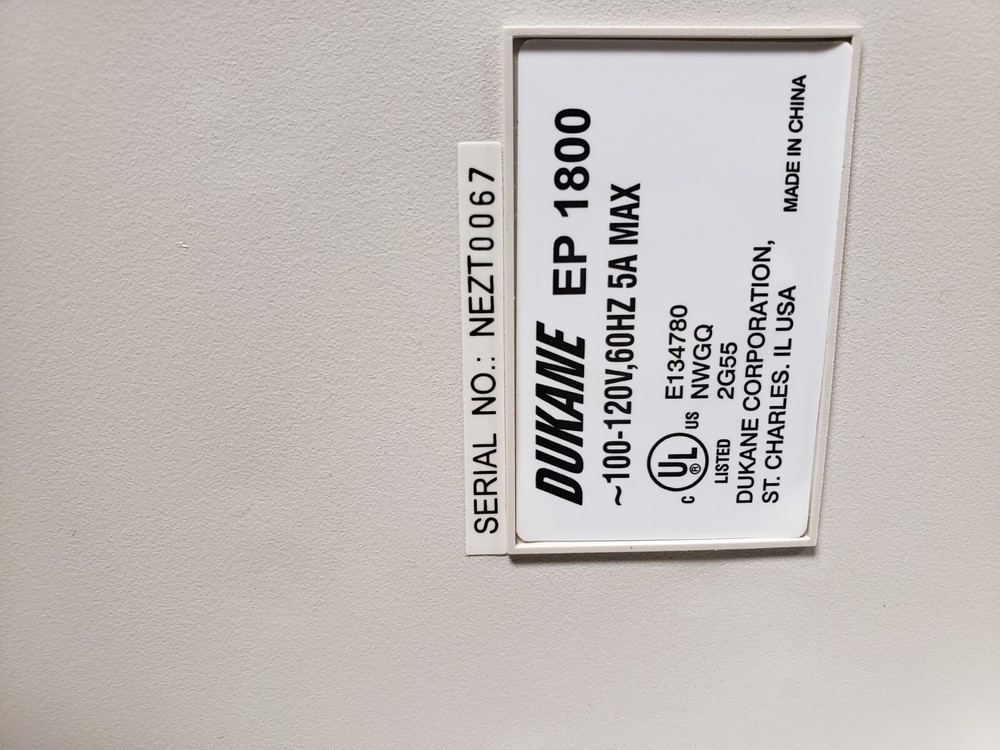 SERIAL NO.: NEZT0067
DUKANE EP 1800
~100-120V,60HZ 5A MAX
C UL ® US E134780
NWGQ
LISTED 2G55
DUKANE CORPORATION,
ST. CHARLES. IL USA MADE IN CHINA